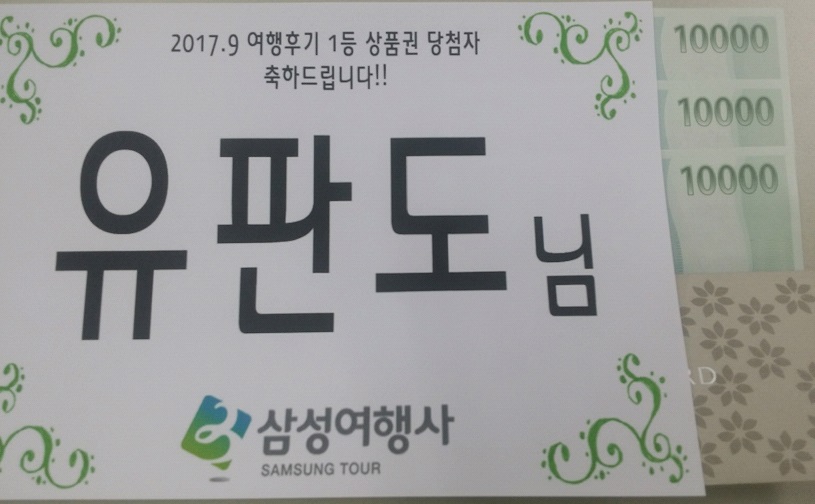 2017.9 여행후기 1등 상품권 당첨자
축하드립니다!!
유판도님
삼성여행사
SAMSUNG TOUR
10000
10000
10000
RD